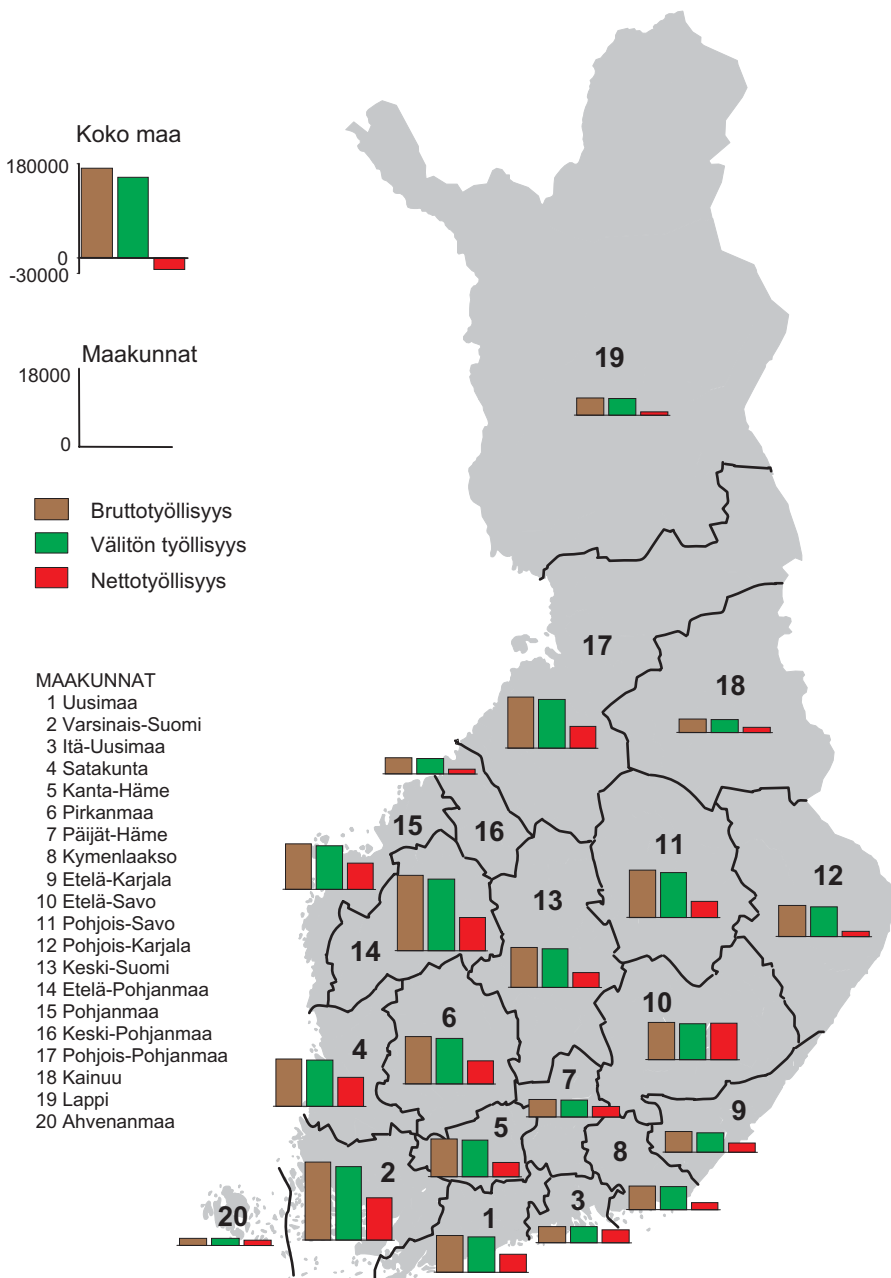 Koko maa
180000
0
-30000
Maakunnat
18000
0
Bruttotyöllisyys
Välitön työllisyys
Nettotyöllisyys
MAAKUNNAT
1 Uusimaa
2 Varsinais-Suomi
3 Itä-Uusimaa
4 Satakunta
5 Kanta-Häme
6 Pirkanmaa
7 Päijät-Häme
8 Kymenlaakso
9 Etelä-Karjala
10 Etelä-Savo
11 Pohjois-Savo
12 Pohjois-Karjala
13 Keski-Suomi
14 Etelä-Pohjanmaa
15 Pohjanmaa
16 Keski-Pohjanmaa
17 Pohjois-Pohjanmaa
18 Kainuu
19 Lappi
20 Ahvenanmaa
19
17
18
15
16
11
12
13
14
10
6
4
7
9
5
8
2
3
20
1